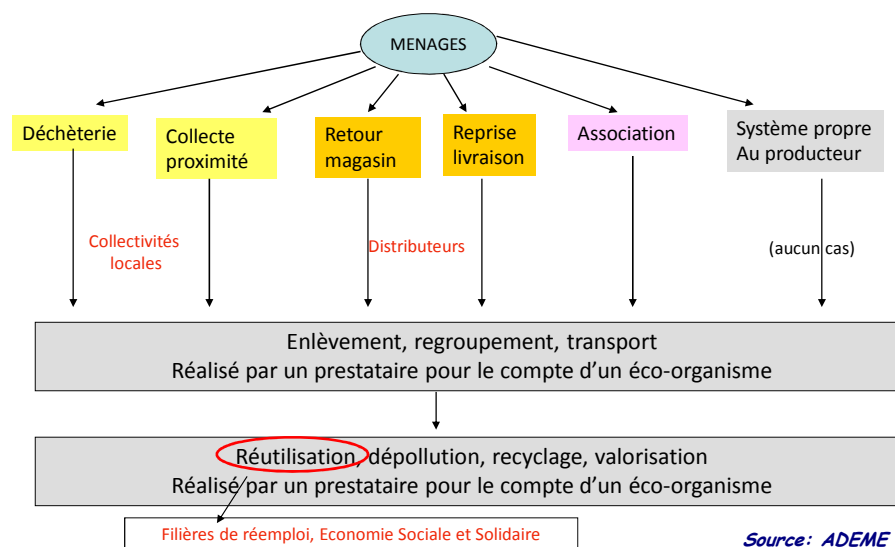 MENAGES
Déchèterie
Collecte
proximité
Retour
magasin
Reprise
livraison
Association
Système propre
Au producteur
Collectivités
locales
Distributeurs
(aucun cas)
Enlèvement, regroupement, transport
Réalisé par un prestataire pour le compte d’un éco-organisme
Réutilisation, dépollution, recyclage, valorisation
Réalisé par un prestataire pour le compte d’un éco-organisme
Filières de réemploi, Economie Sociale et Solidaire
Source: ADEME